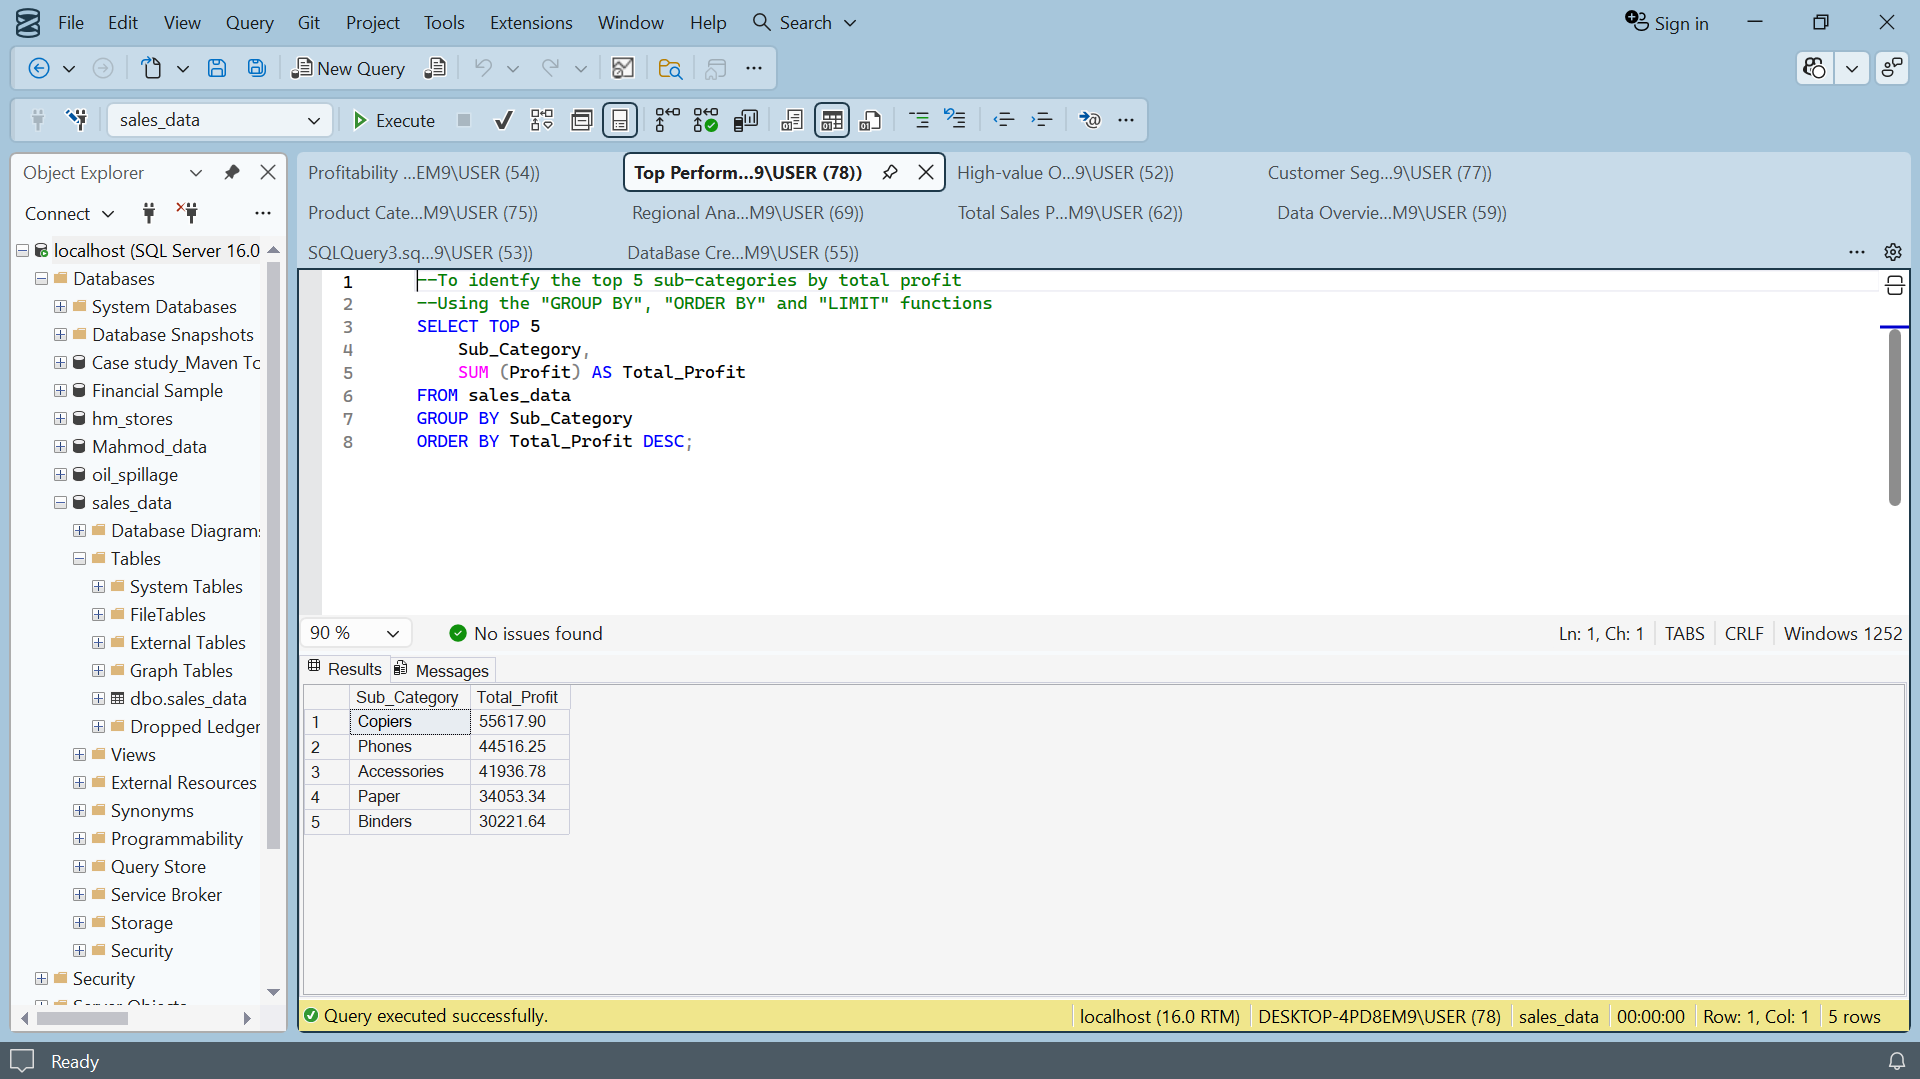 File Edit View Query Git Project Tools Extensions Window Help Search Sign in
New Query
sales_data Execute
Object Explorer
Connect
localhost (SQL Server 16.0
Databases
System Databases
Database Snapshots
Case study_Maven To
Financial Sample
hm_stores
Mahmod_data
oil_spillage
sales_data
Database Diagrams
Tables
System Tables
FileTables
External Tables
Graph Tables
dbo.sales_data
Dropped Ledger
Views
External Resources
Synonyms
Programmability
Query Store
Service Broker
Storage
Security
Security
Server Objects
Profitability ...EM9\USER (54)) Top Perform...9\USER (78)) High-value O...9\USER (52)) Customer Seg...9\USER (77))
Product Cate...M9\USER (75)) Regional Ana...M9\USER (69)) Total Sales P...M9\USER (62)) Data Overvie...M9\USER (59))
SQLQuery3.sq...9\USER (53)) DataBase Cre...M9\USER (55))
1 --To identfy the top 5 sub-categories by total profit
2 --Using the "GROUP BY", "ORDER BY" and "LIMIT" functions
3 SELECT TOP 5
4 Sub_Category,
5 SUM (Profit) AS Total_Profit
6 FROM sales_data
7 GROUP BY Sub_Category
8 ORDER BY Total_Profit DESC;
90 % No issues found Ln: 1, Ch: 1 TABS CRLF Windows 1252
Results Messages
Sub_Category Total_Profit
1 Copiers 55617.90
2 Phones 44516.25
3 Accessories 41936.78
4 Paper 34053.34
5 Binders 30221.64
Query executed successfully. localhost (16.0 RTM) DESKTOP-4PD8EM9\USER (78) sales_data 00:00:00 Row: 1, Col: 1 5 rows
Ready